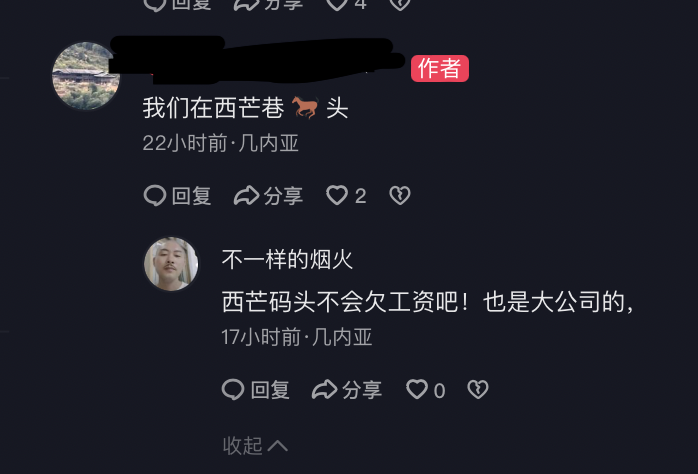 回复 分享 4
作者
我们在西芒巷🐎头
22小时前·几内亚
回复 分享 2
不一样的烟火
西芒码头不会欠工资吧！也是大公司的,
17小时前·几内亚
回复 分享 0
收起